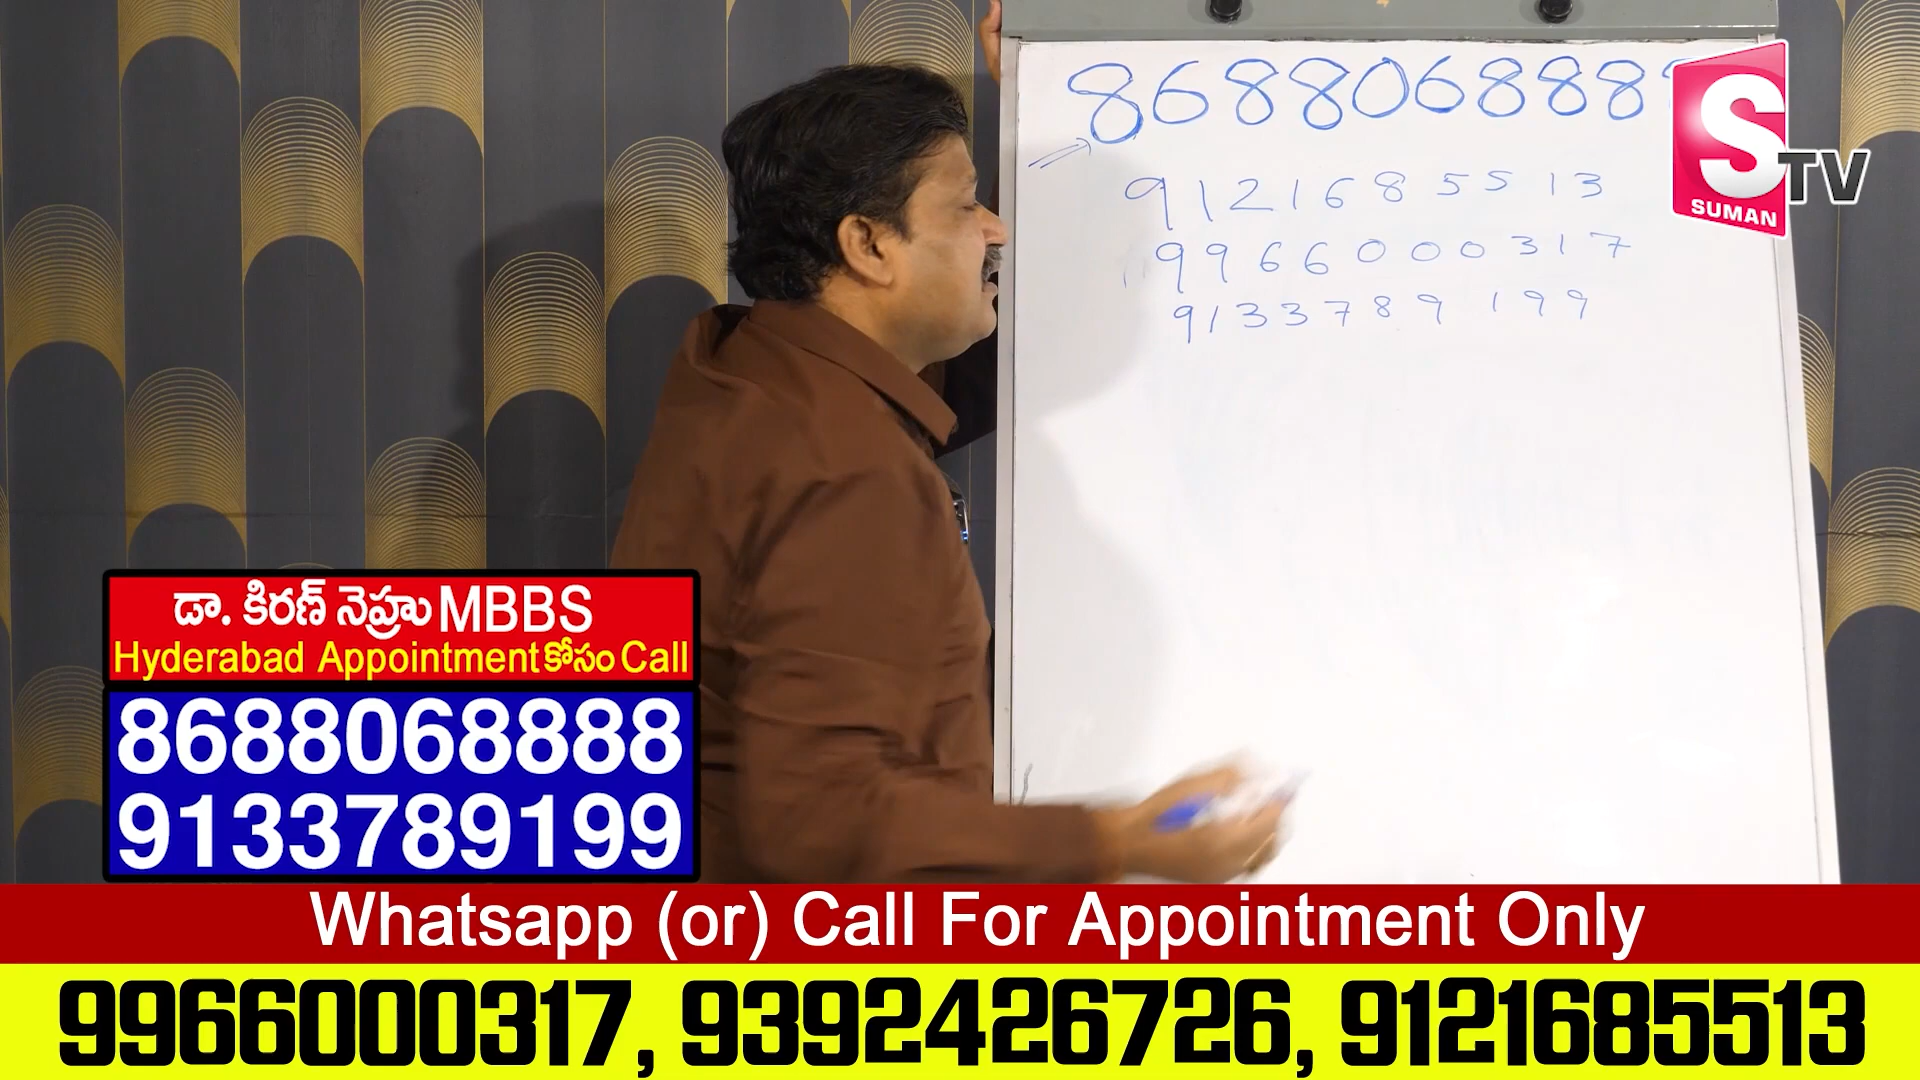 868806888
9121685513
9966000317
9133789199
S
SUMAN
TV
డా. కిరణ్ నెహ్రు MBBS
Hyderabad Appointment కోసం Call
8688068888
9133789199
Whatsapp (or) Call For Appointment Only
9966000317, 9392426726, 9121685513